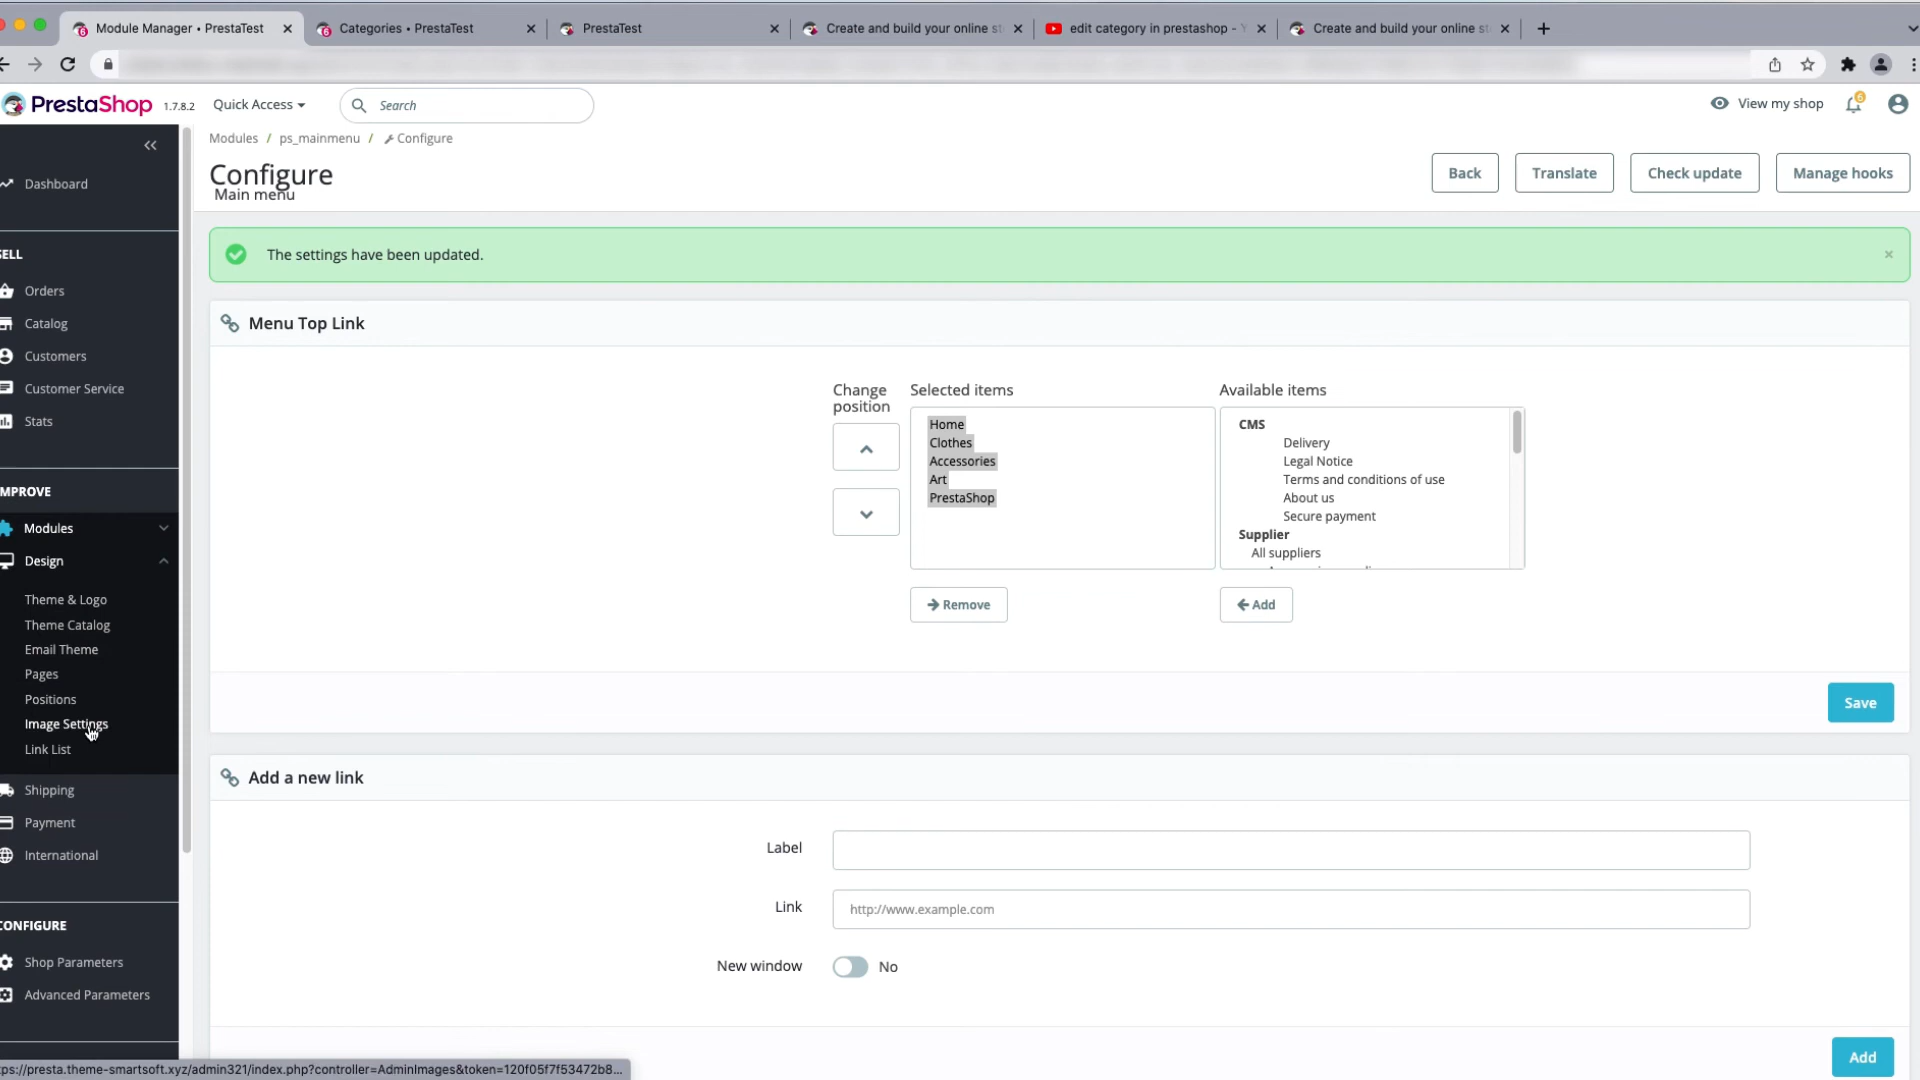 Module Manager • PrestaTest
Categories • PrestaTest
PrestaTest
Create and build your online st
edit category in prestashop - Y
Create and build your online st
PrestaShop 1.7.8.2
Quick Access
Search
View my shop
6
Modules / ps_mainmenu / Configure
Configure
Main menu
Back
Translate
Check update
Manage hooks
The settings have been updated.
Dashboard
SELL
Orders
Catalog
Customers
Customer Service
Stats
IMPROVE
Modules
Design
Theme & Logo
Theme Catalog
Email Theme
Pages
Positions
Image Settings
Link List
Shipping
Payment
International
CONFIGURE
Shop Parameters
Advanced Parameters
Menu Top Link
Change
position
Selected items
Home
Clothes
Accessories
Art
PrestaShop
Remove
Available items
CMS
Delivery
Legal Notice
Terms and conditions of use
About us
Secure payment
Supplier
All suppliers
Add
Save
Add a new link
Label
Link
http://www.example.com
New window
No
Add
ps://presta.theme-smartsoft.xyz/admin321/index.php?controller=AdminImages&token=120f05f7f53472b8...